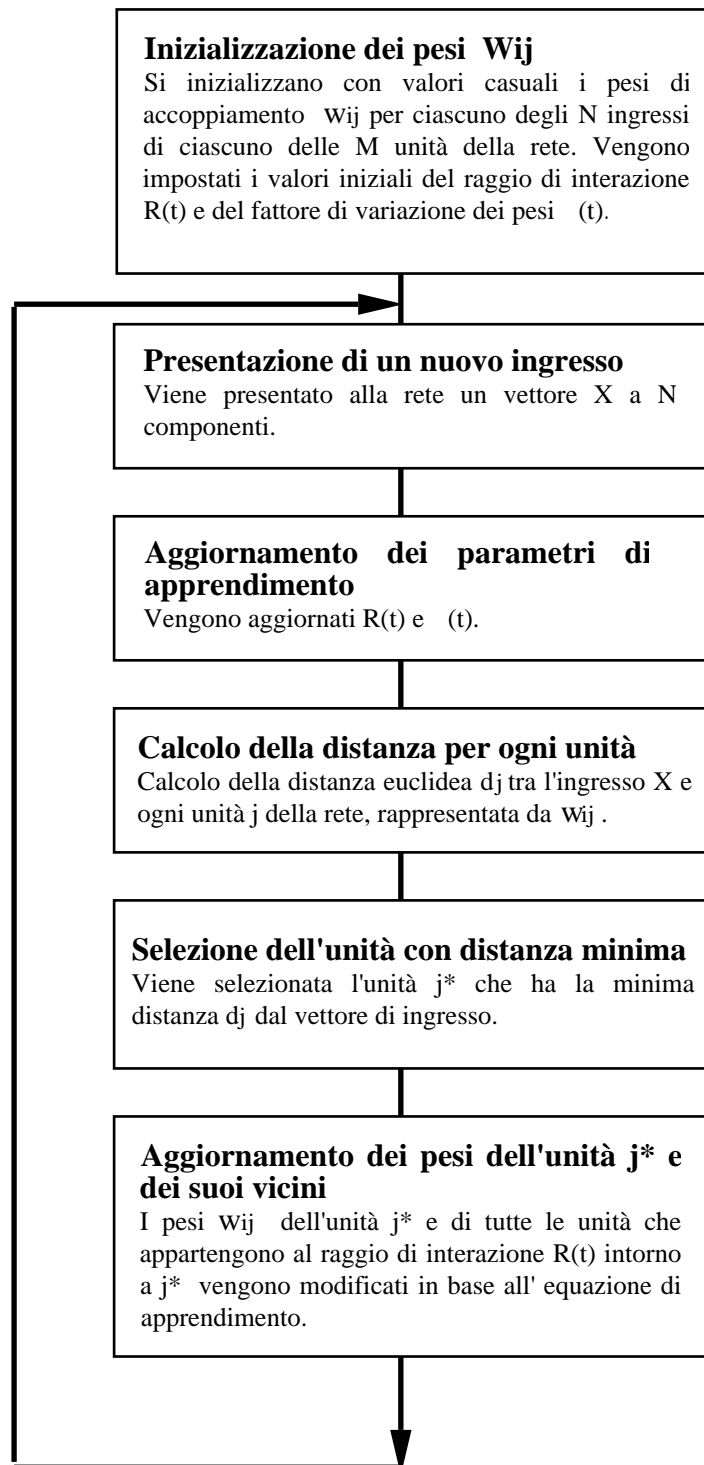 Inizializzazione dei pesi Wij
Si inizializzano con valori casuali i pesi di
accoppiamento Wij per ciascuno degli N ingressi
di ciascuno delle M unità della rete. Vengono
impostati i valori iniziali del raggio di interazione
R(t) e del fattore di variazione dei pesi (t).
Presentazione di un nuovo ingresso
Viene presentato alla rete un vettore X a N
componenti.
Aggiornamento dei parametri di
apprendimento
Vengono aggiornati R(t) e (t).
Calcolo della distanza per ogni unità
Calcolo della distanza euclidea dj tra l'ingresso X e
ogni unità j della rete, rappresentata da Wij .
Selezione dell'unità con distanza minima
Viene selezionata l'unità j* che ha la minima
distanza dj dal vettore di ingresso.
Aggiornamento dei pesi dell'unità j* e
dei suoi vicini
I pesi Wij dell'unità j* e di tutte le unità che
appartengono al raggio di interazione R(t) intorno
a j* vengono modificati in base all' equazione di
apprendimento.